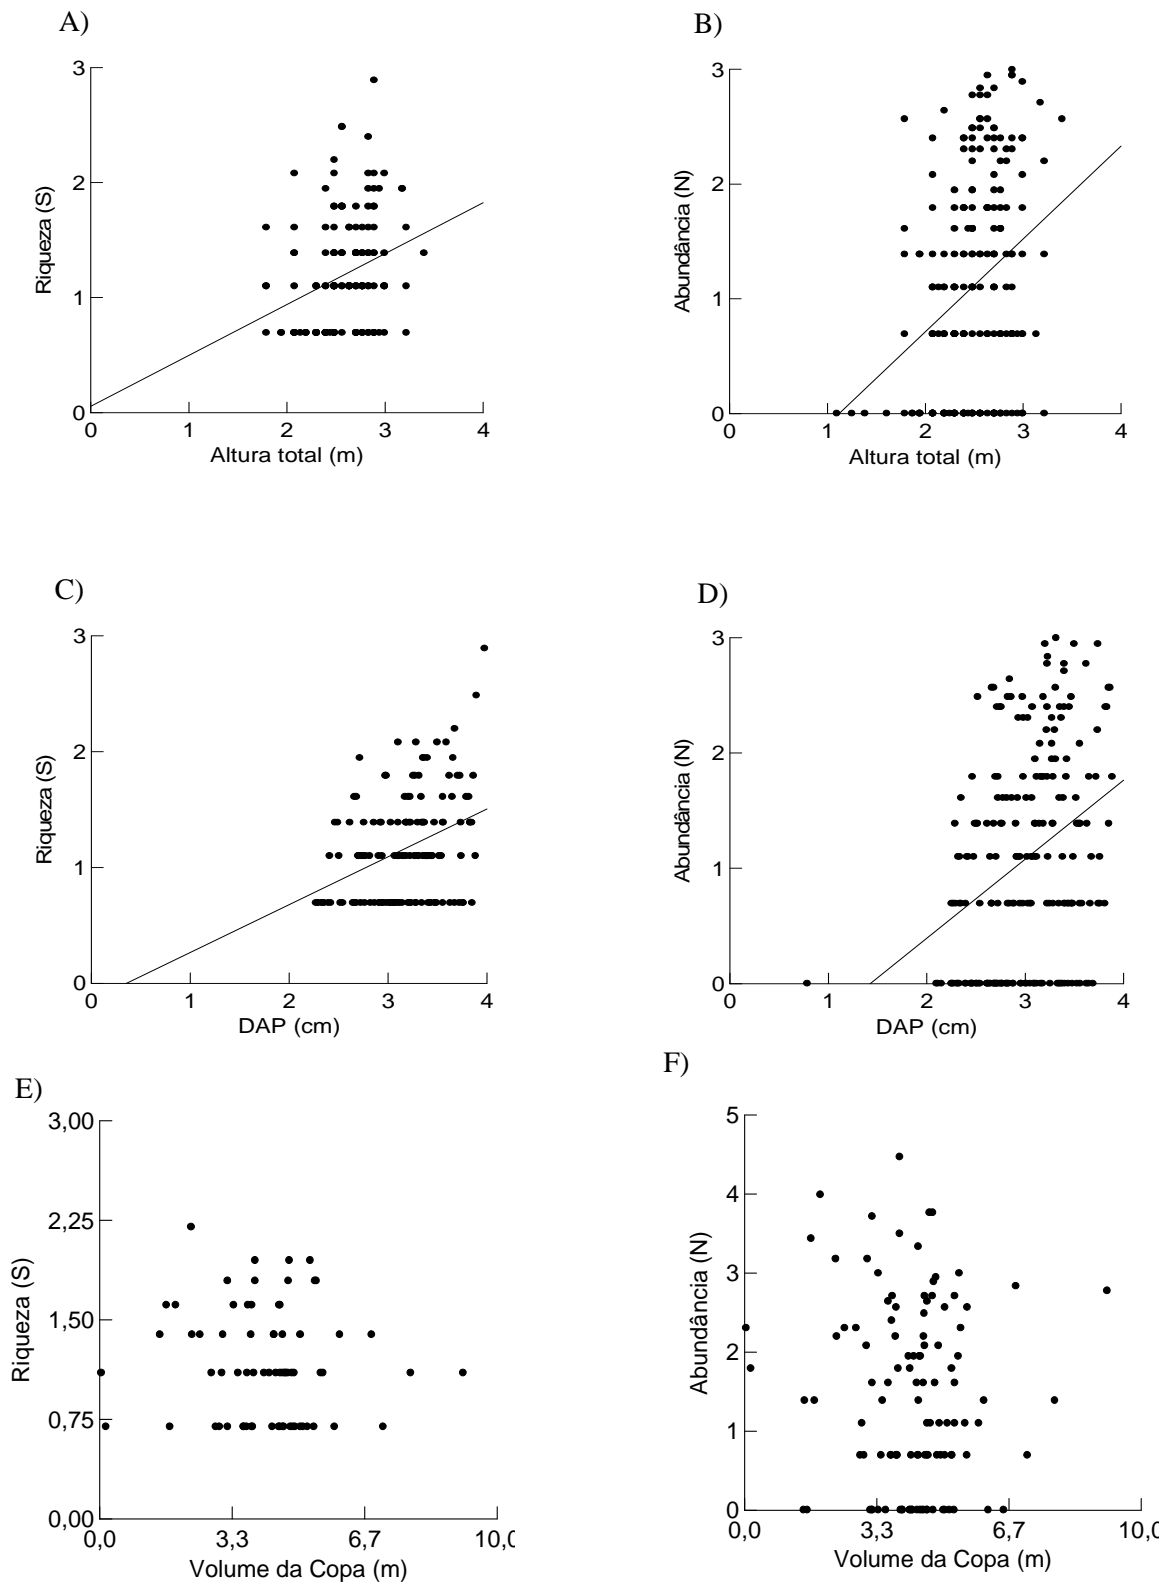 A)
3
2
1
0
Riqueza (S)
0 1 2 3 4
Altura total (m)
B)
3
2
1
0
Abundância (N)
0 1 2 3 4
Altura total (m)
C)
3
2
1
0
Riqueza (S)
0 1 2 3 4
DAP (cm)
D)
3
2
1
0
Abundância (N)
0 1 2 3 4
DAP (cm)
E)
3,00
2,25
1,50
0,75
0,00
Riqueza (S)
0,0 3,3 6,7 10,0
Volume da Copa (m)
F)
5
4
3
2
1
0
Abundância (N)
0,0 3,3 6,7 10,0
Volume da Copa (m)